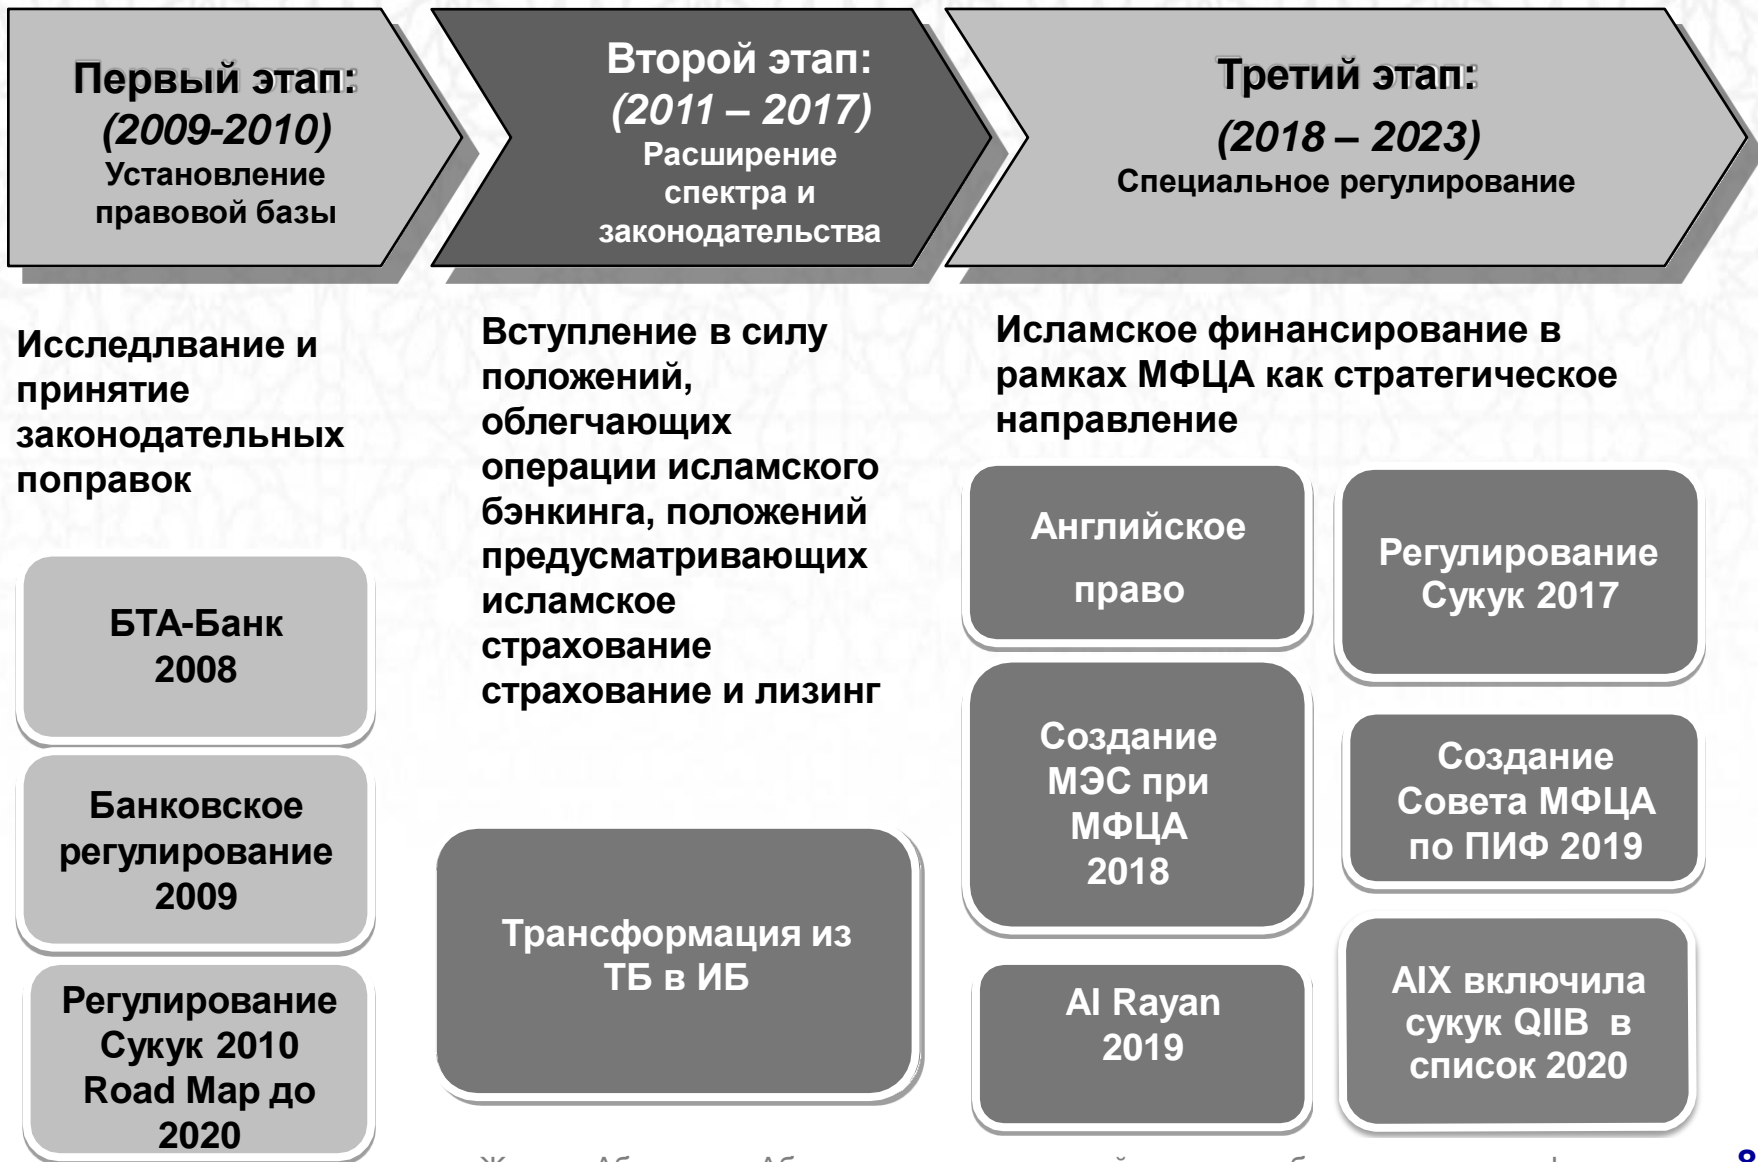 Первый этап:
(2009-2010)
Установление
правовой базы
Второй этап:
(2011 – 2017)
Расширение
спектра и
законодательства
Третий этап:
(2018 – 2023)
Специальное регулирование
Исследлвание и
принятие
законодательных
поправок
БТА-Банк
2008
Банковское
регулирование
2009
Регулирование
Сукук 2010
Road Map до
2020
Вступление в силу
положений,
облегчающих
операции исламского
бэнкинга, положений
предусматривающих
исламское
страхование
страхование и лизинг
Трансформация из
ТБ в ИБ
Исламское финансирование в
рамках МФЦА как стратегическое
направление
Английское
право
Создание
МЭС при
МФЦА
2018
Al Rayan
2019
Регулирование
Сукук 2017
Создание
Совета МФЦА
по ПИФ 2019
AIX включила
сукук QIIB в
список 2020
8